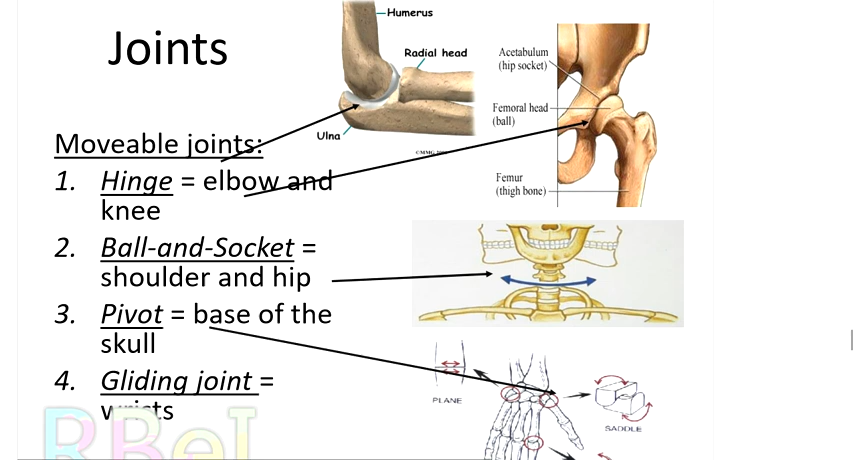 Joints
Moveable joints:
1. Hinge = elbow and
knee
2. Ball-and-Socket =
shoulder and hip
3. Pivot = base of the
skull
4. Gliding joint =
wrists
Humerus
Radial head
Ulna
Acetabulum
(hip socket)
Femoral head
(ball)
Femur
(thigh bone)
PLANE
SADDLE